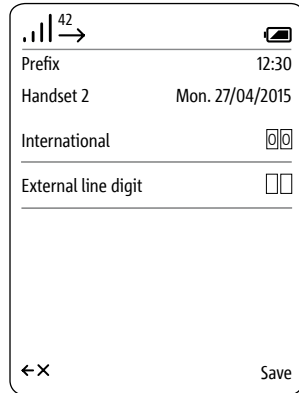 42
Prefix 12:30
Handset 2 Mon. 27/04/2015
International 00
External line digit
Save